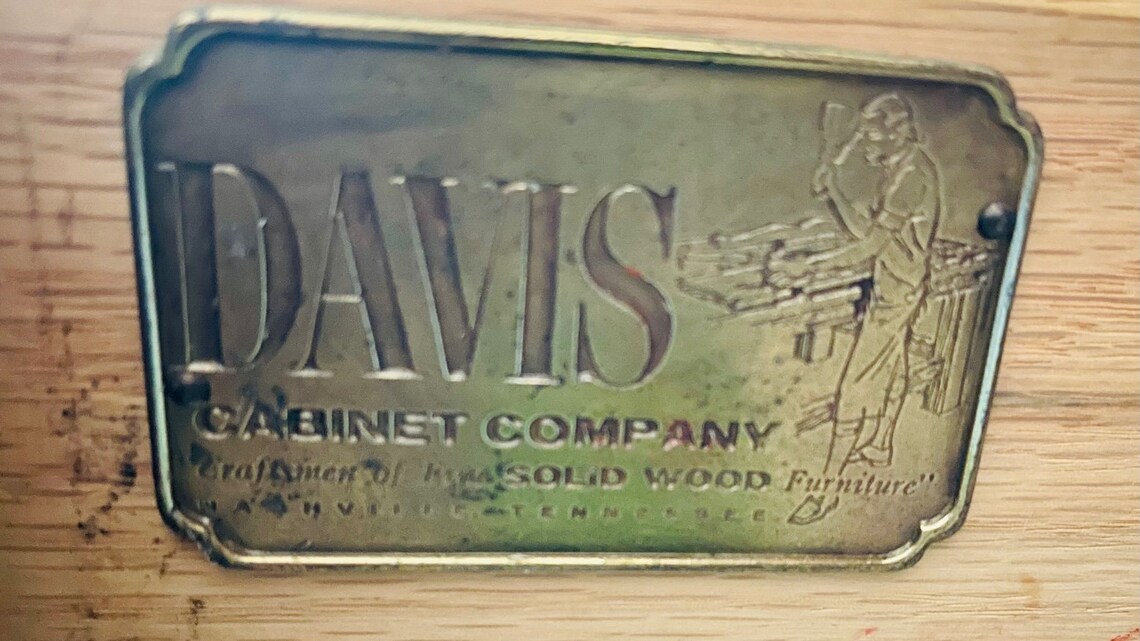 DAVIS
CABINET COMPANY
Craftsmen of Fine SOLID WOOD Furniture"
NASHVILLE TENNESSEE